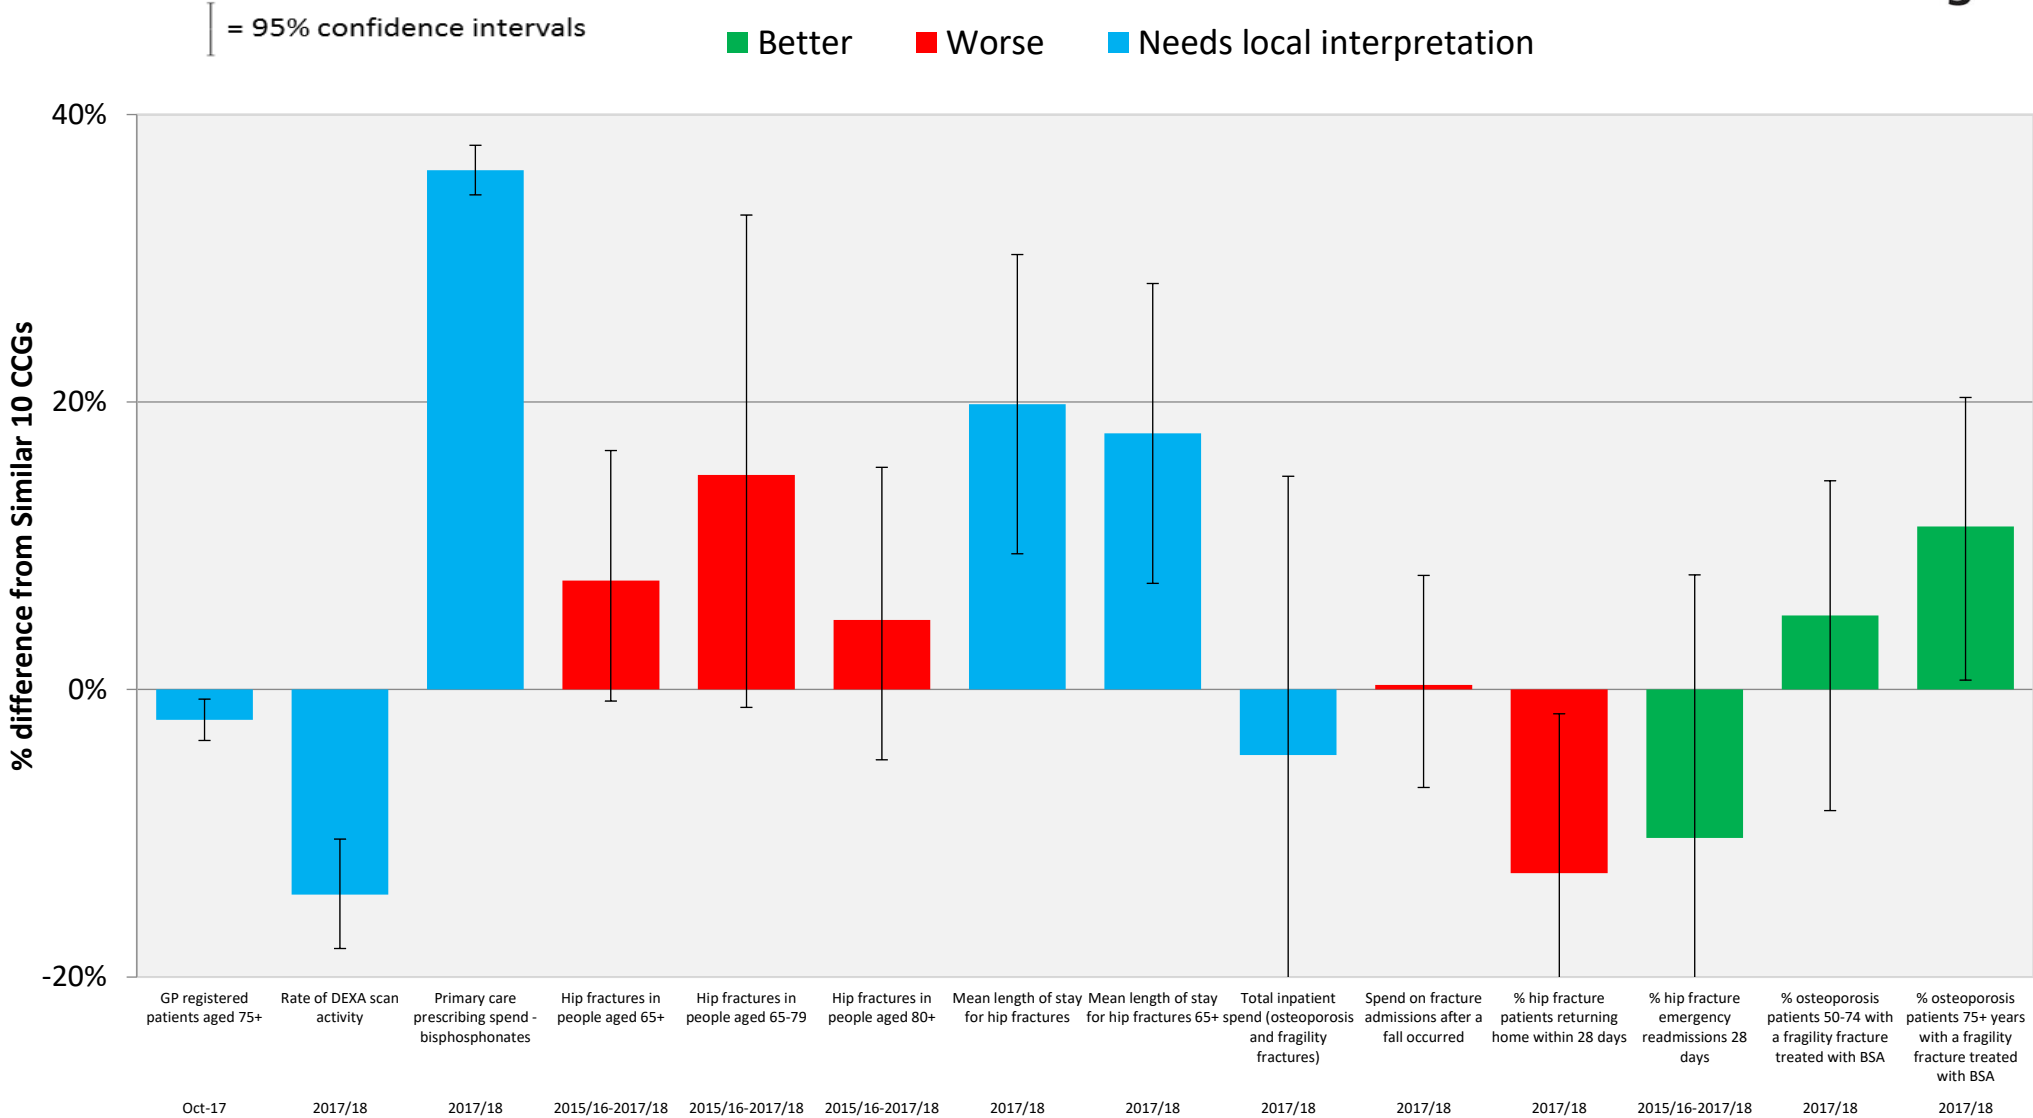 = 95% confidence intervals
Better
Worse
Needs local interpretation
% difference from Similar 10 CCGs
40%
20%
0%
-20%
GP registered
patients aged 75+
Oct-17
Rate of DEXA scan
activity
2017/18
Primary care
prescribing spend -
bisphosphonates
2017/18
Hip fractures in
people aged 65+
2015/16-2017/18
Hip fractures in
people aged 65-79
2015/16-2017/18
Hip fractures in
people aged 80+
2015/16-2017/18
Mean length of stay
for hip fractures
2017/18
Mean length of stay
for hip fractures 65+
2017/18
Total inpatient
spend (osteoporosis
and fragility
fractures)
2017/18
Spend on fracture
admissions after a
fall occurred
2017/18
% hip fracture
patients returning
home within 28 days
2017/18
% hip fracture
emergency
readmissions 28
days
2015/16-2017/18
% osteoporosis
patients 50-74 with
a fragility fracture
treated with BSA
2017/18
% osteoporosis
patients 75+ years
with a fragility
fracture treated
with BSA
2017/18